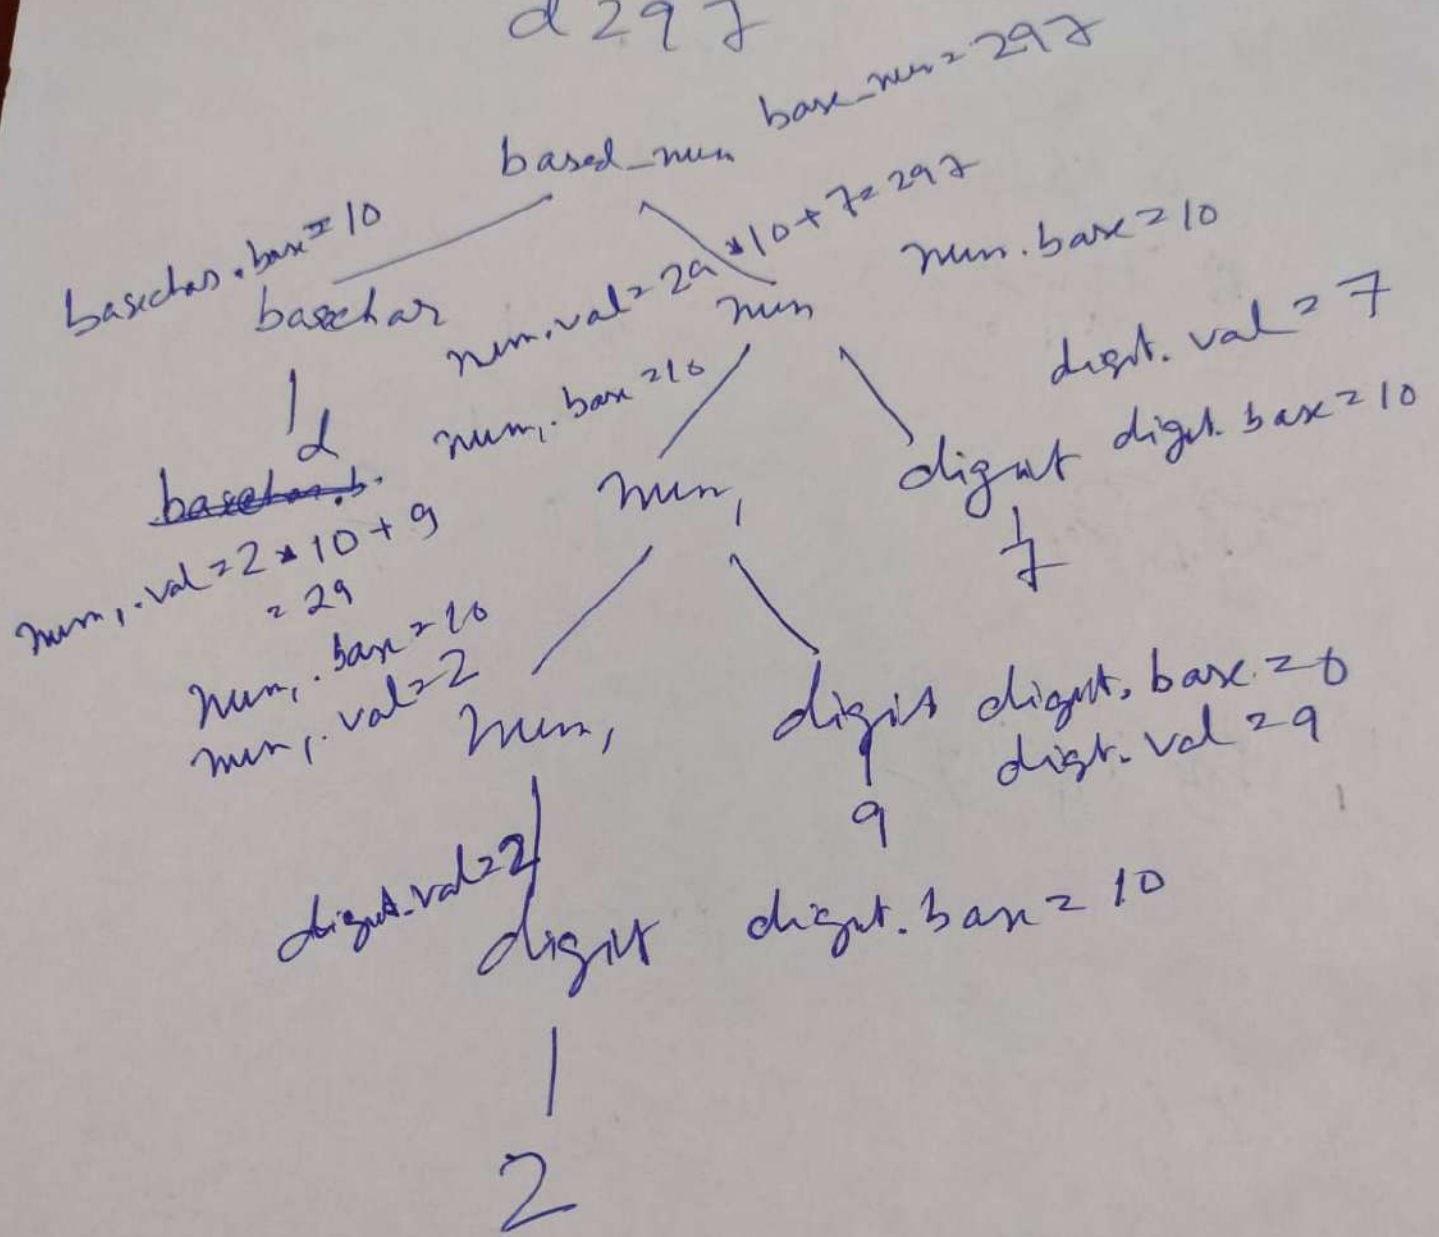 d297
based_num base_num = 297
basechar.base = 10
basechar
num.val = 29*10+7=297
num
num.base = 10
d
num1.base = 10
num1
digit
digit.val = 7
digit.base = 10
7
num1.val = 2*10+9
= 29
num1.base = 10
num1.val = 2
num1
digit
digit.base = 0
digit.val = 9
9
digit.val=2
digit
digit.base = 10
2